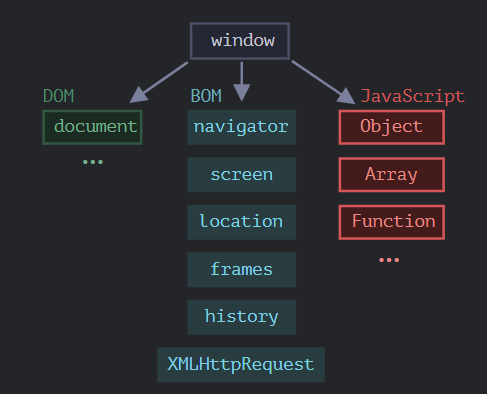 window
DOM
BOM
JavaScript
document
navigator
Object
...
screen
Array
location
Function
frames
...
history
XMLHttpRequest